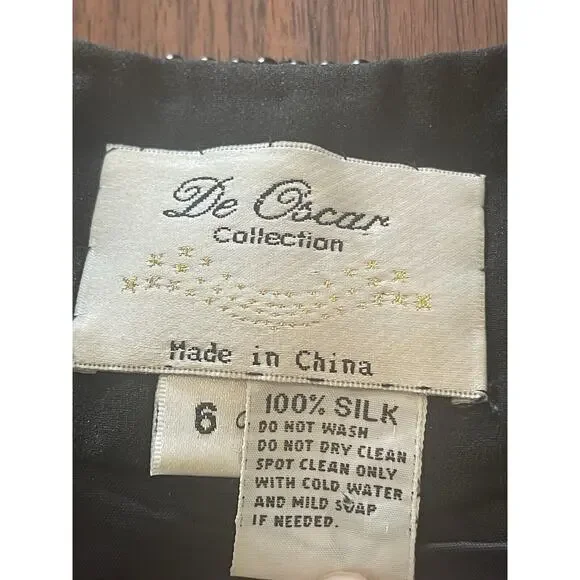 De Oscar
Collection
Made in China
6
100% SILK
DO NOT WASH
DO NOT DRY CLEAN
SPOT CLEAN ONLY
WITH COLD WATER
AND MILD SOAP
IF NEEDED.